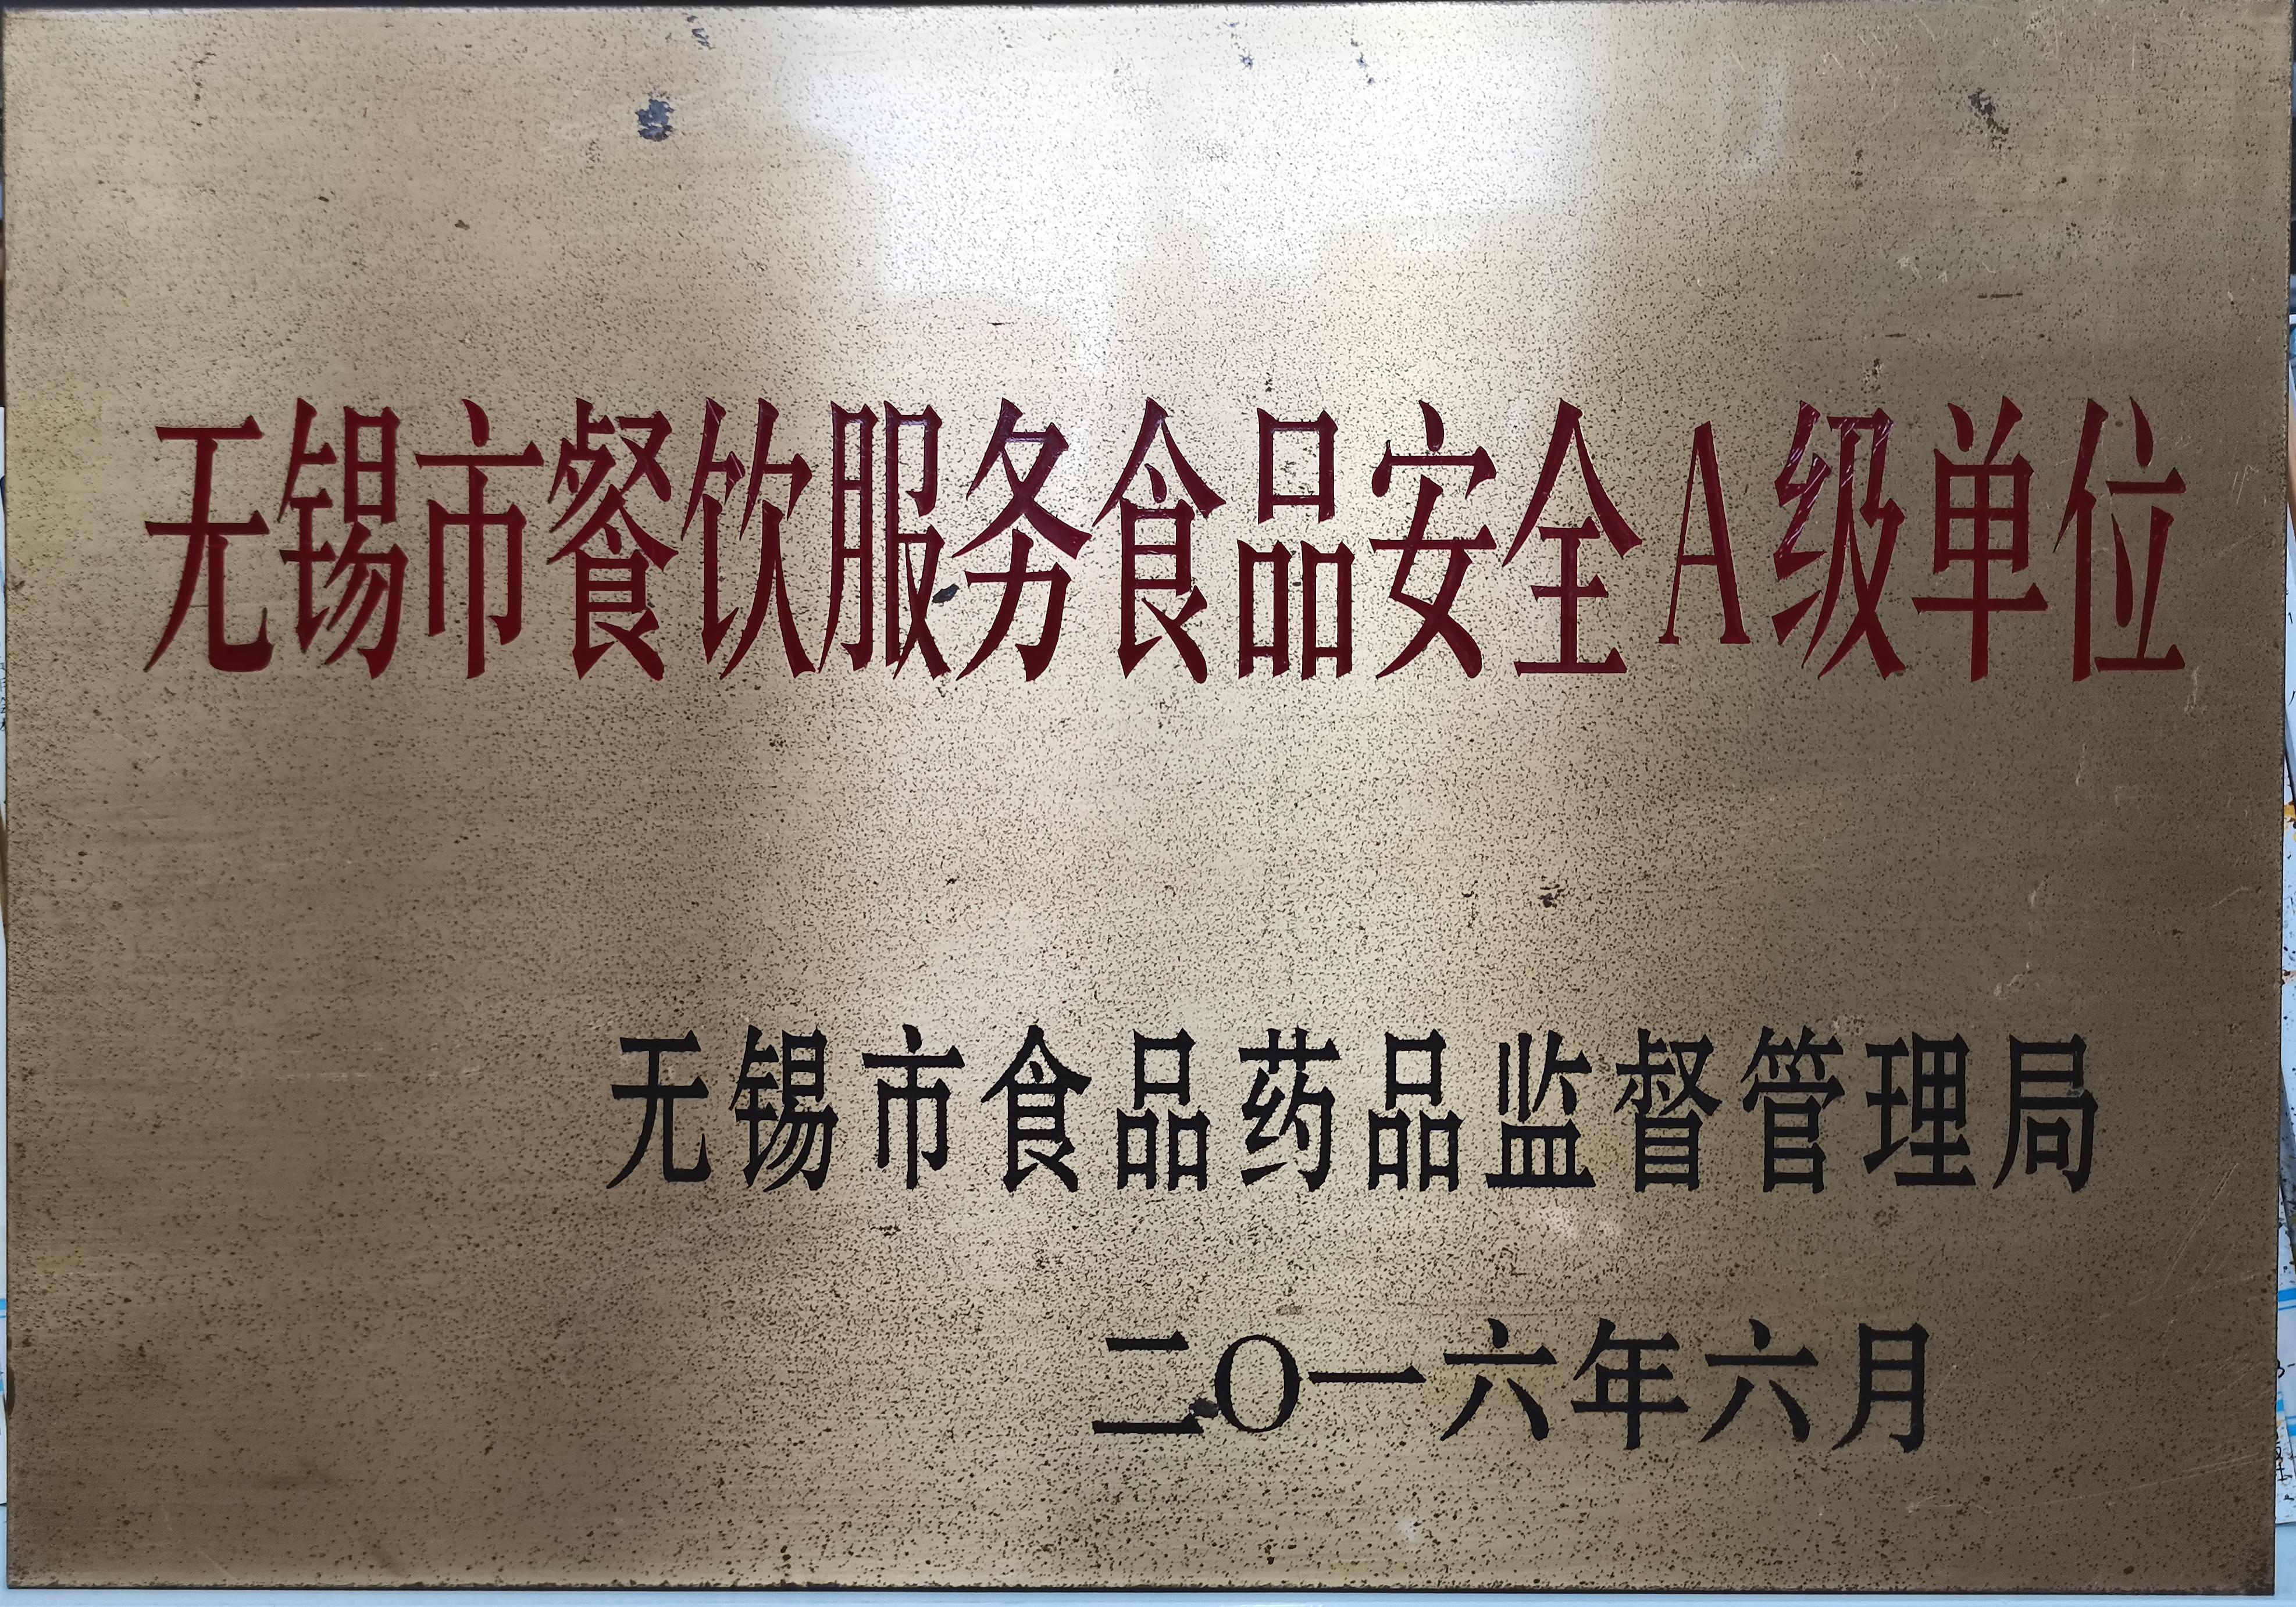 无锡市餐饮服务食品安全A级单位
无锡市食品药品监督管理局
二〇一六年六月